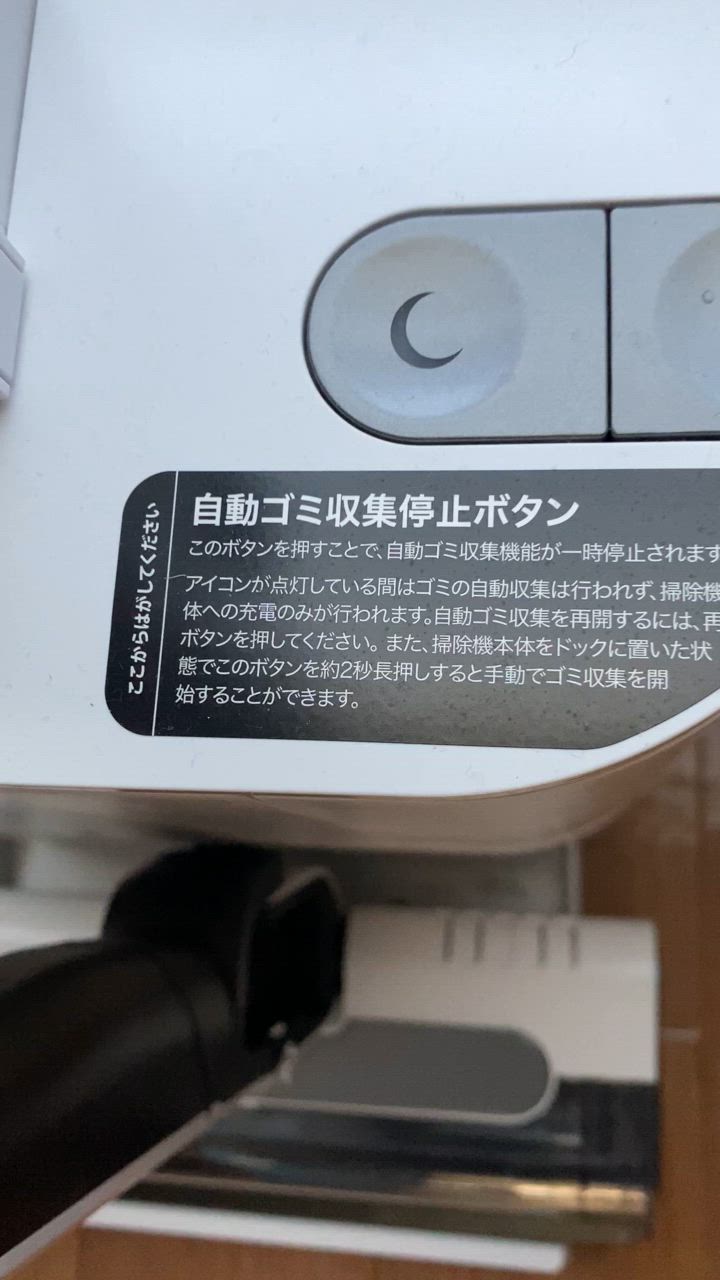 自動ゴミ収集停止ボタン
このボタンを押すことで、自動ゴミ収集機能が一時停止されます
アイコンが点灯している間はゴミの自動収集は行われず、掃除機
体への充電のみが行われます。自動ゴミ収集を再開するには、再
ボタンを押してください。また、掃除機本体をドックに置いた状
態でこのボタンを約2秒長押しすると手動でゴミ収集を開
始することができます。
ここからはがしてください